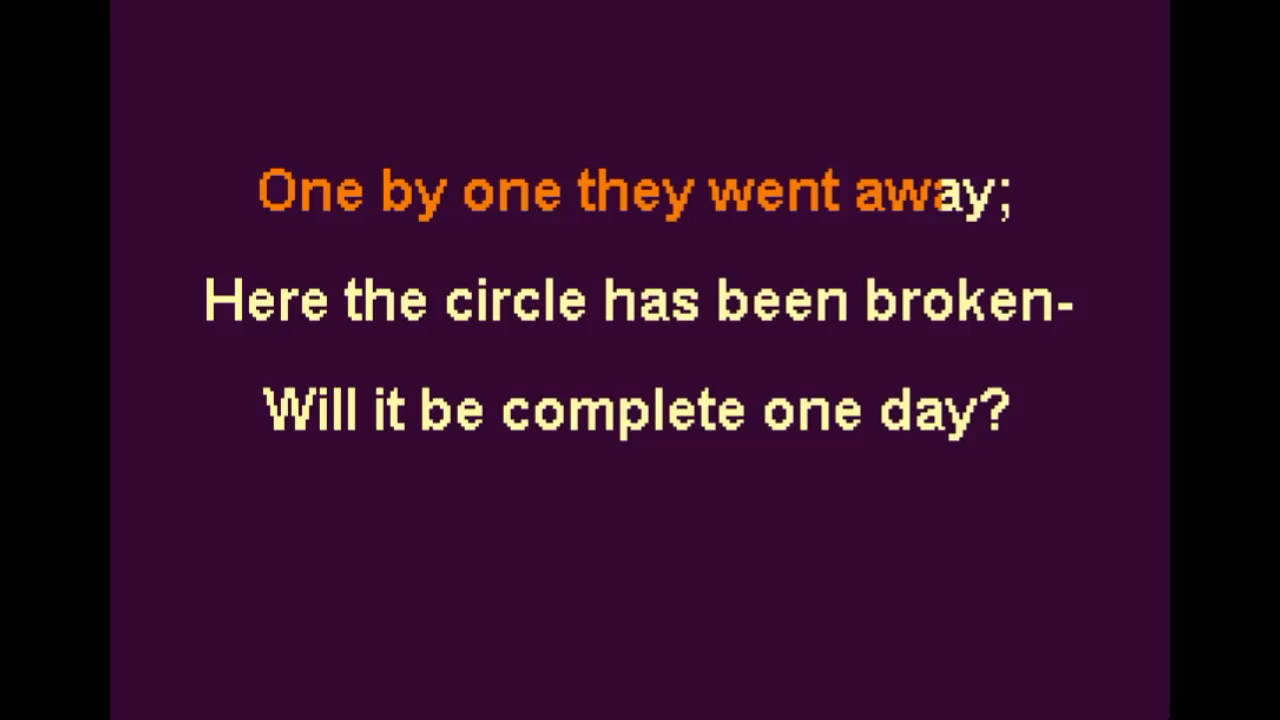 One by one they went away;
Here the circle has been broken-
Will it be complete one day?